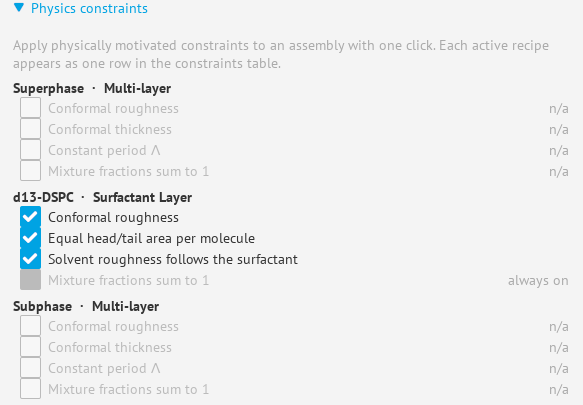 ▼ Physics constraints
Apply physically motivated constraints to an assembly with one click. Each active recipe
appears as one row in the constraints table.
Superphase · Multi-layer
Conformal roughness n/a
Conformal thickness n/a
Constant period Λ n/a
Mixture fractions sum to 1 n/a
d13-DSPC · Surfactant Layer
Conformal roughness
Equal head/tail area per molecule
Solvent roughness follows the surfactant
Mixture fractions sum to 1 always on
Subphase · Multi-layer
Conformal roughness n/a
Conformal thickness n/a
Constant period Λ n/a
Mixture fractions sum to 1 n/a